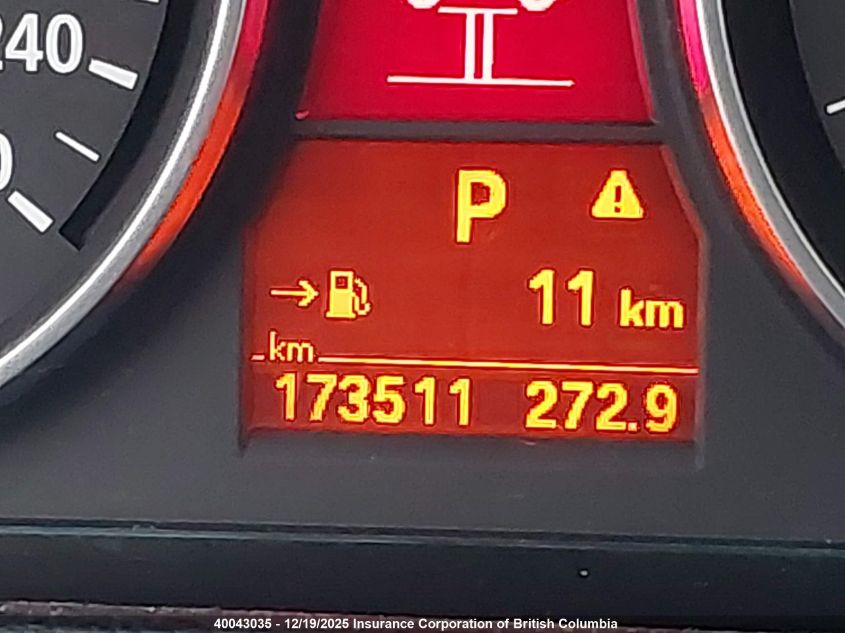 240
P
11 km
km
173511 272.9
40043035 - 12/19/2025 Insurance Corporation of British Columbia